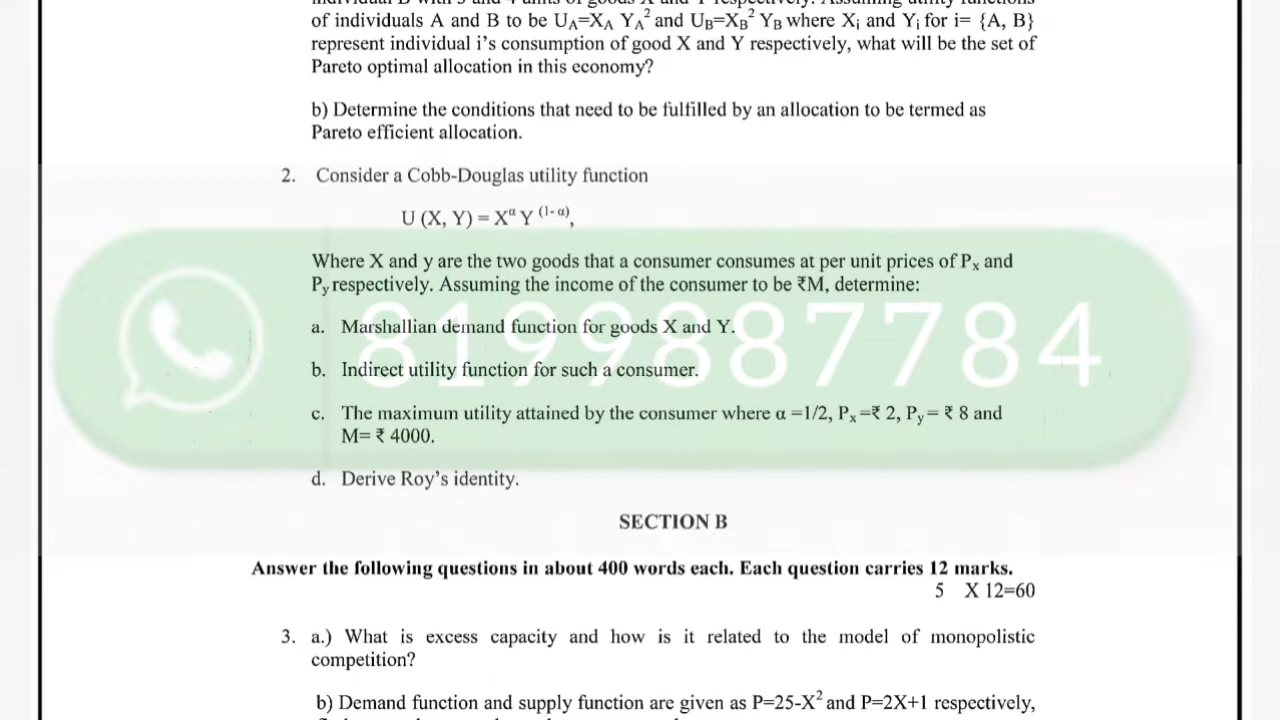 of individuals A and B to be U_A=X_A Y_A² and U_B=X_B² Y_B where X_i and Y_i for i= {A, B}
represent individual i's consumption of good X and Y respectively, what will be the set of
Pareto optimal allocation in this economy?
b) Determine the conditions that need to be fulfilled by an allocation to be termed as
Pareto efficient allocation.
2. Consider a Cobb-Douglas utility function
U (X, Y) = X^α Y ^(1-α),
Where X and y are the two goods that a consumer consumes at per unit prices of P_x and
P_y respectively. Assuming the income of the consumer to be ₹M, determine:
a. Marshallian demand function for goods X and Y.
b. Indirect utility function for such a consumer.
8199887784
c. The maximum utility attained by the consumer where α =1/2, P_x=₹ 2, P_y= ₹ 8 and
M= ₹ 4000.
d. Derive Roy's identity.
SECTION B
Answer the following questions in about 400 words each. Each question carries 12 marks.
5 X 12=60
3. a.) What is excess capacity and how is it related to the model of monopolistic
competition?
b) Demand function and supply function are given as P=25-X² and P=2X+1 respectively,